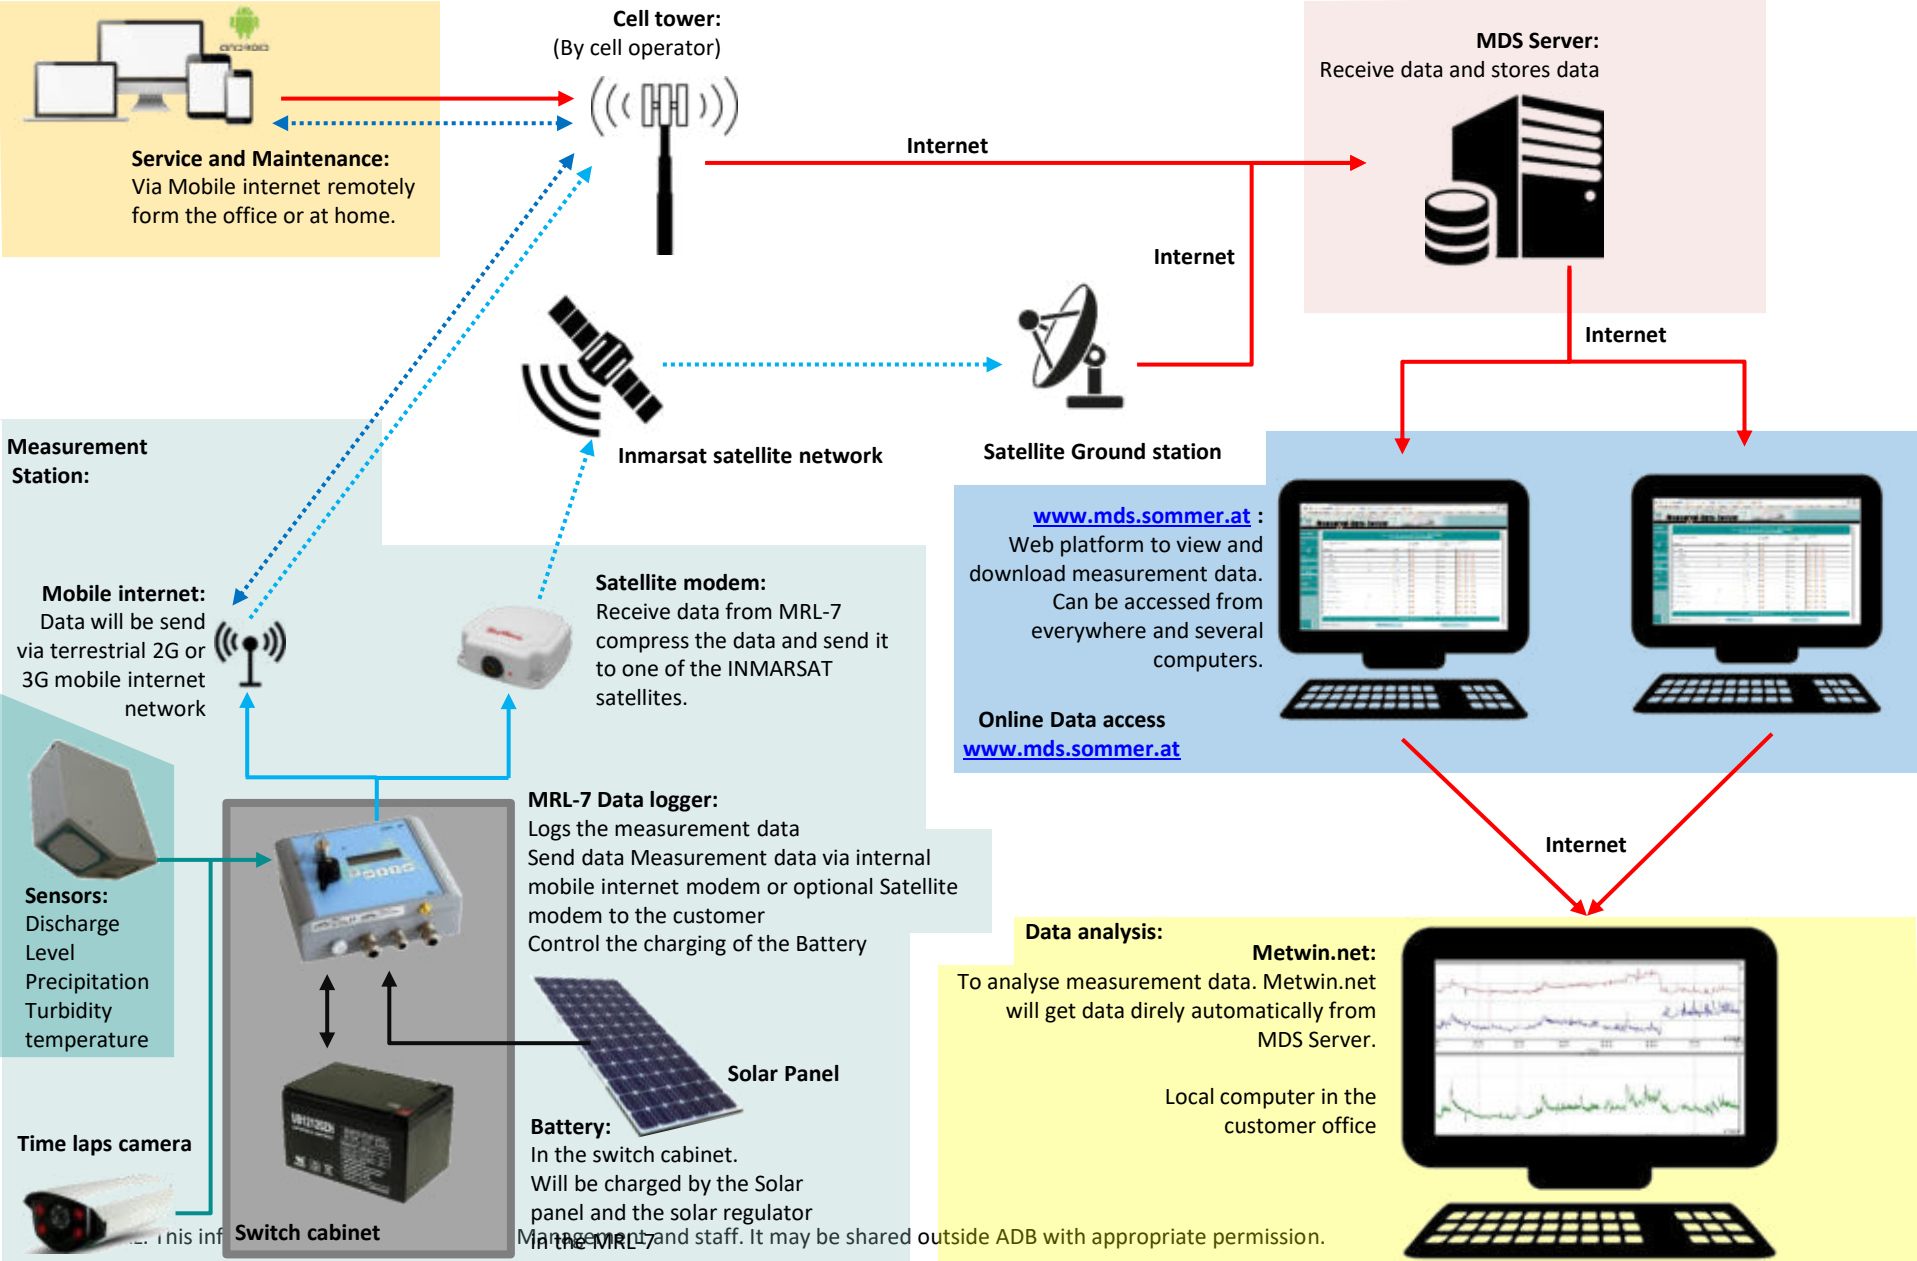 ANDROID
Service and Maintenance:
Via Mobile internet remotely
form the office or at home.
Cell tower:
(By cell operator)
Internet
MDS Server:
Receive data and stores data
Internet
Internet
Inmarsat satellite network
Satellite Ground station
Measurement
Station:
Mobile internet:
Data will be send
via terrestrial 2G or
3G mobile internet
network
Satellite modem:
Receive data from MRL-7
compress the data and send it
to one of the INMARSAT
satellites.
www.mds.sommer.at :
Web platform to view and
download measurement data.
Can be accessed from
everywhere and several
computers.
Online Data access
www.mds.sommer.at
Sensors:
Discharge
Level
Precipitation
Turbidity
temperature
MRL-7 Data logger:
Logs the measurement data
Send data Measurement data via internal
mobile internet modem or optional Satellite
modem to the customer
Control the charging of the Battery
Internet
Solar Panel
Data analysis:
Metwin.net:
To analyse measurement data. Metwin.net
will get data direly automatically from
MDS Server.
Local computer in the
customer office
Time laps camera
Battery:
In the switch cabinet.
Will be charged by the Solar
panel and the solar regulator
in the MRL-7
Switch cabinet
This inf
Management and staff. It may be shared outside ADB with appropriate permission.